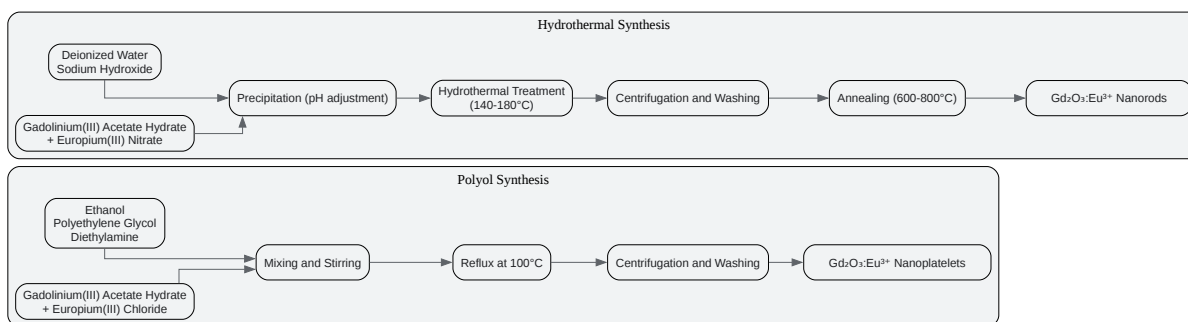 Hydrothermal Synthesis
Deionized Water
Sodium Hydroxide
Gadolinium(III) Acetate Hydrate
+ Europium(III) Nitrate
Precipitation (pH adjustment)
Hydrothermal Treatment
(140-180°C)
Centrifugation and Washing
Annealing (600-800°C)
Gd₂O₃:Eu³⁺ Nanorods
Polyol Synthesis
Ethanol
Polyethylene Glycol
Diethylamine
Gadolinium(III) Acetate Hydrate
+ Europium(III) Chloride
Mixing and Stirring
Reflux at 100°C
Centrifugation and Washing
Gd₂O₃:Eu³⁺ Nanoplatelets